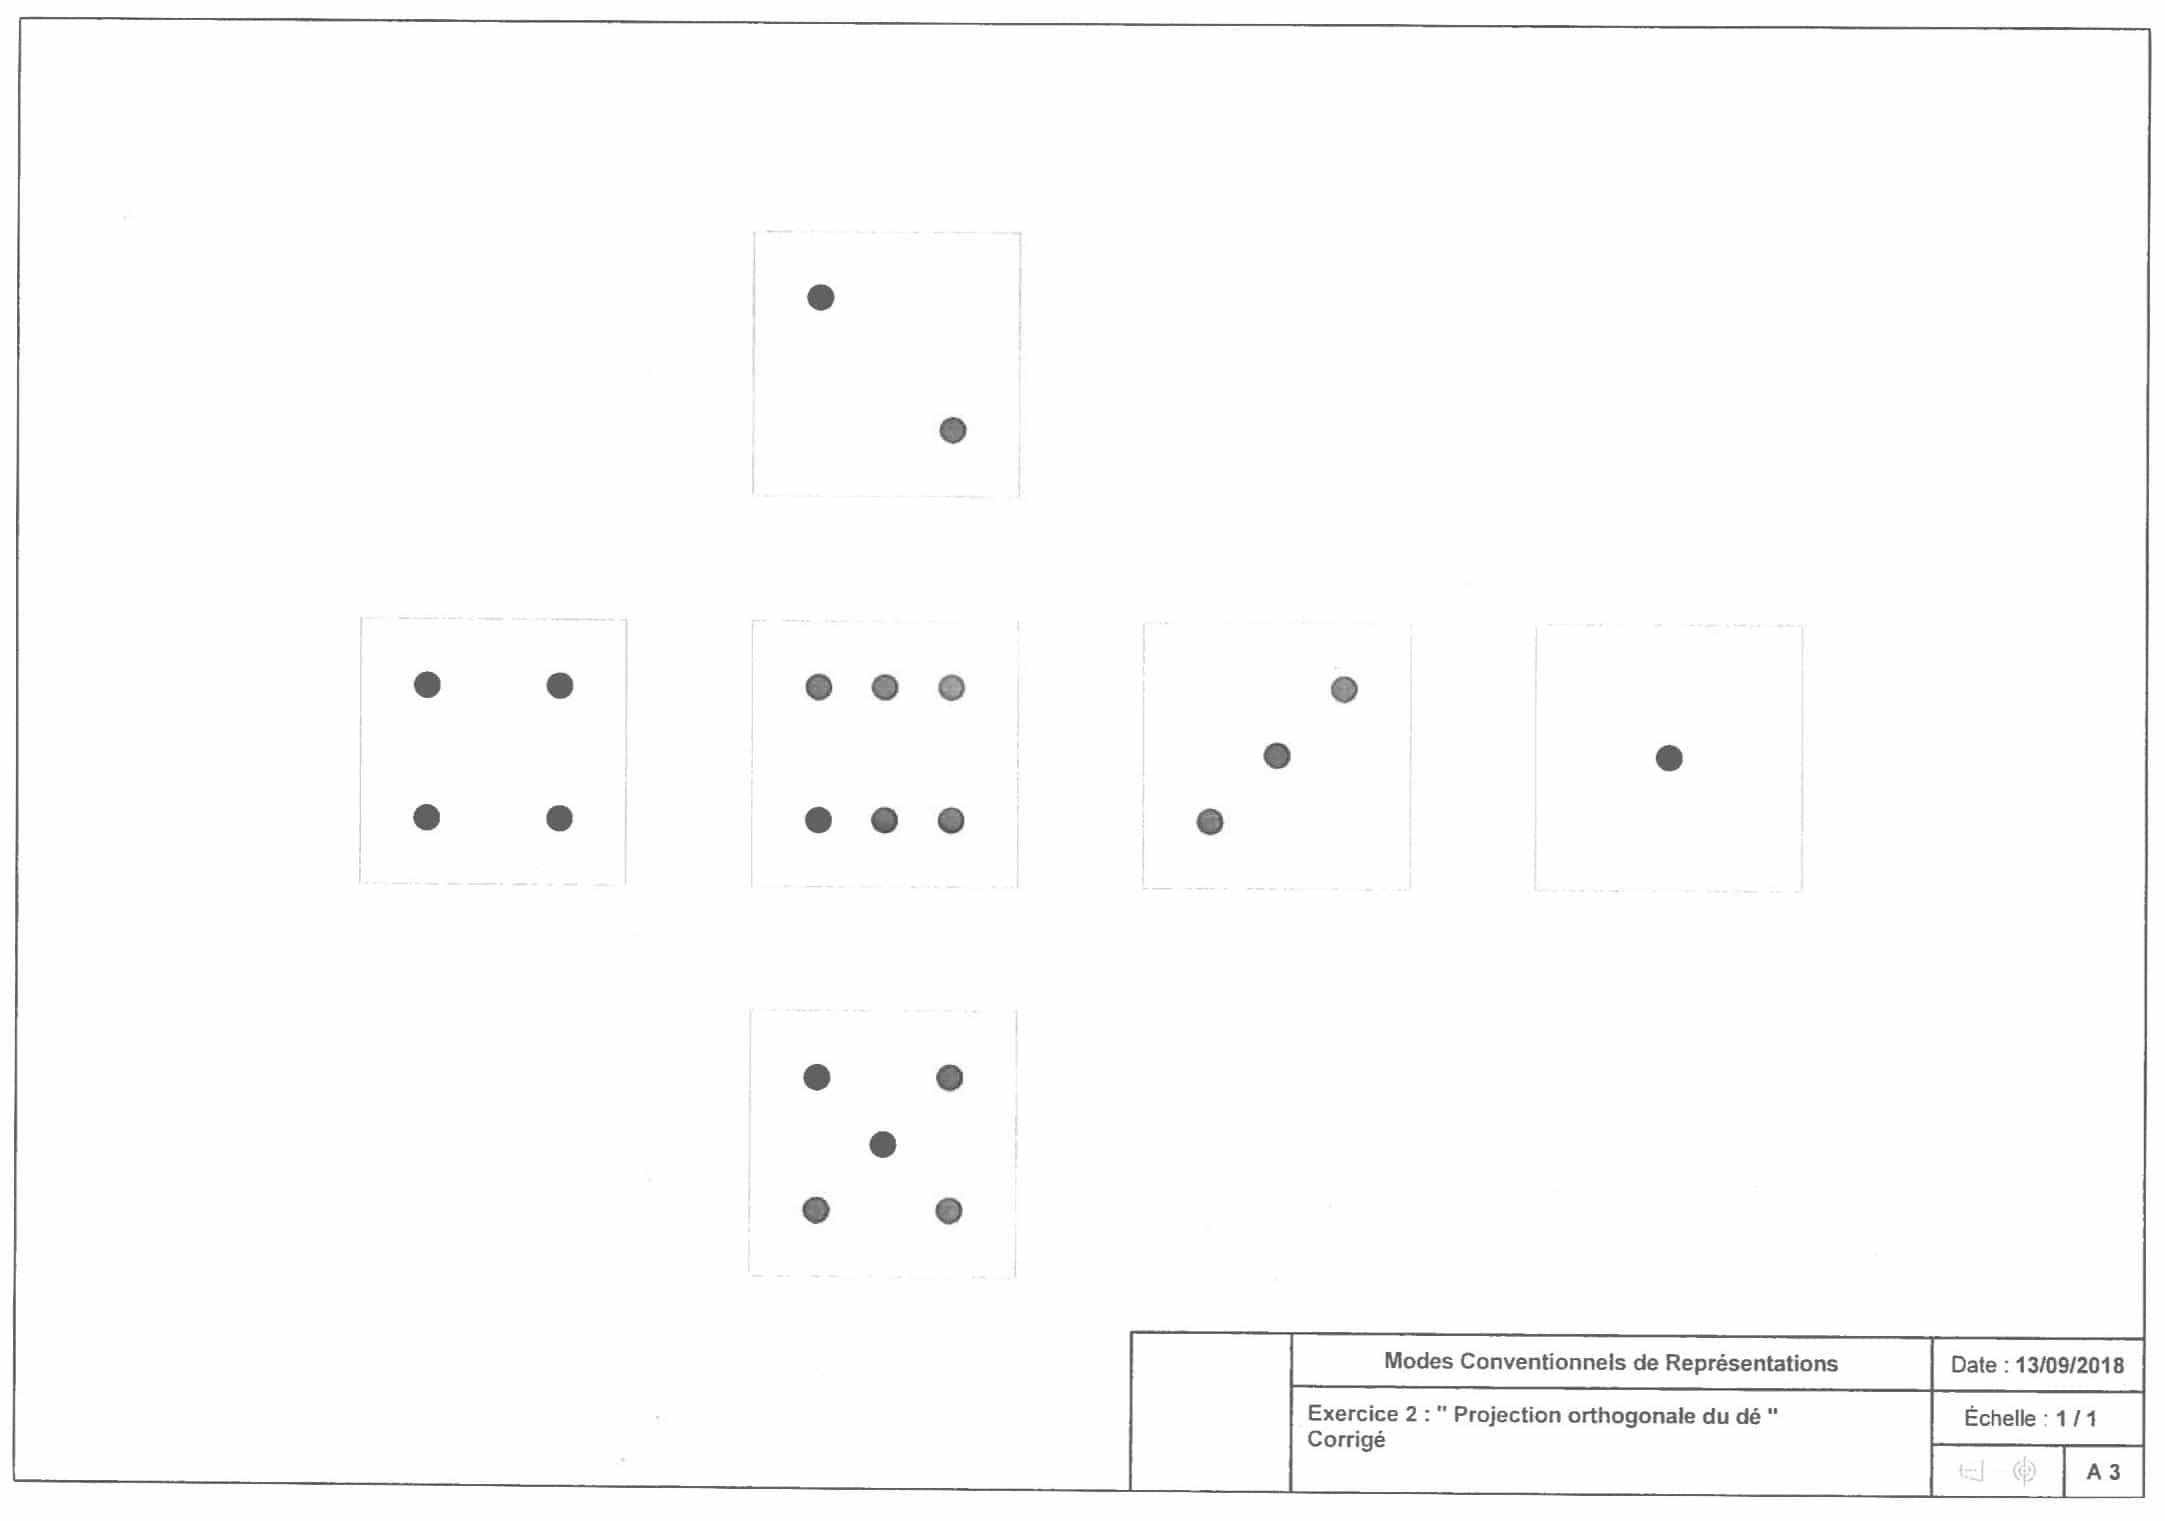 Modes Conventionnels de Représentations
Date : 13/09/2018
Exercice 2 : " Projection orthogonale du dé "
Corrigé
Échelle : 1 / 1
A 3